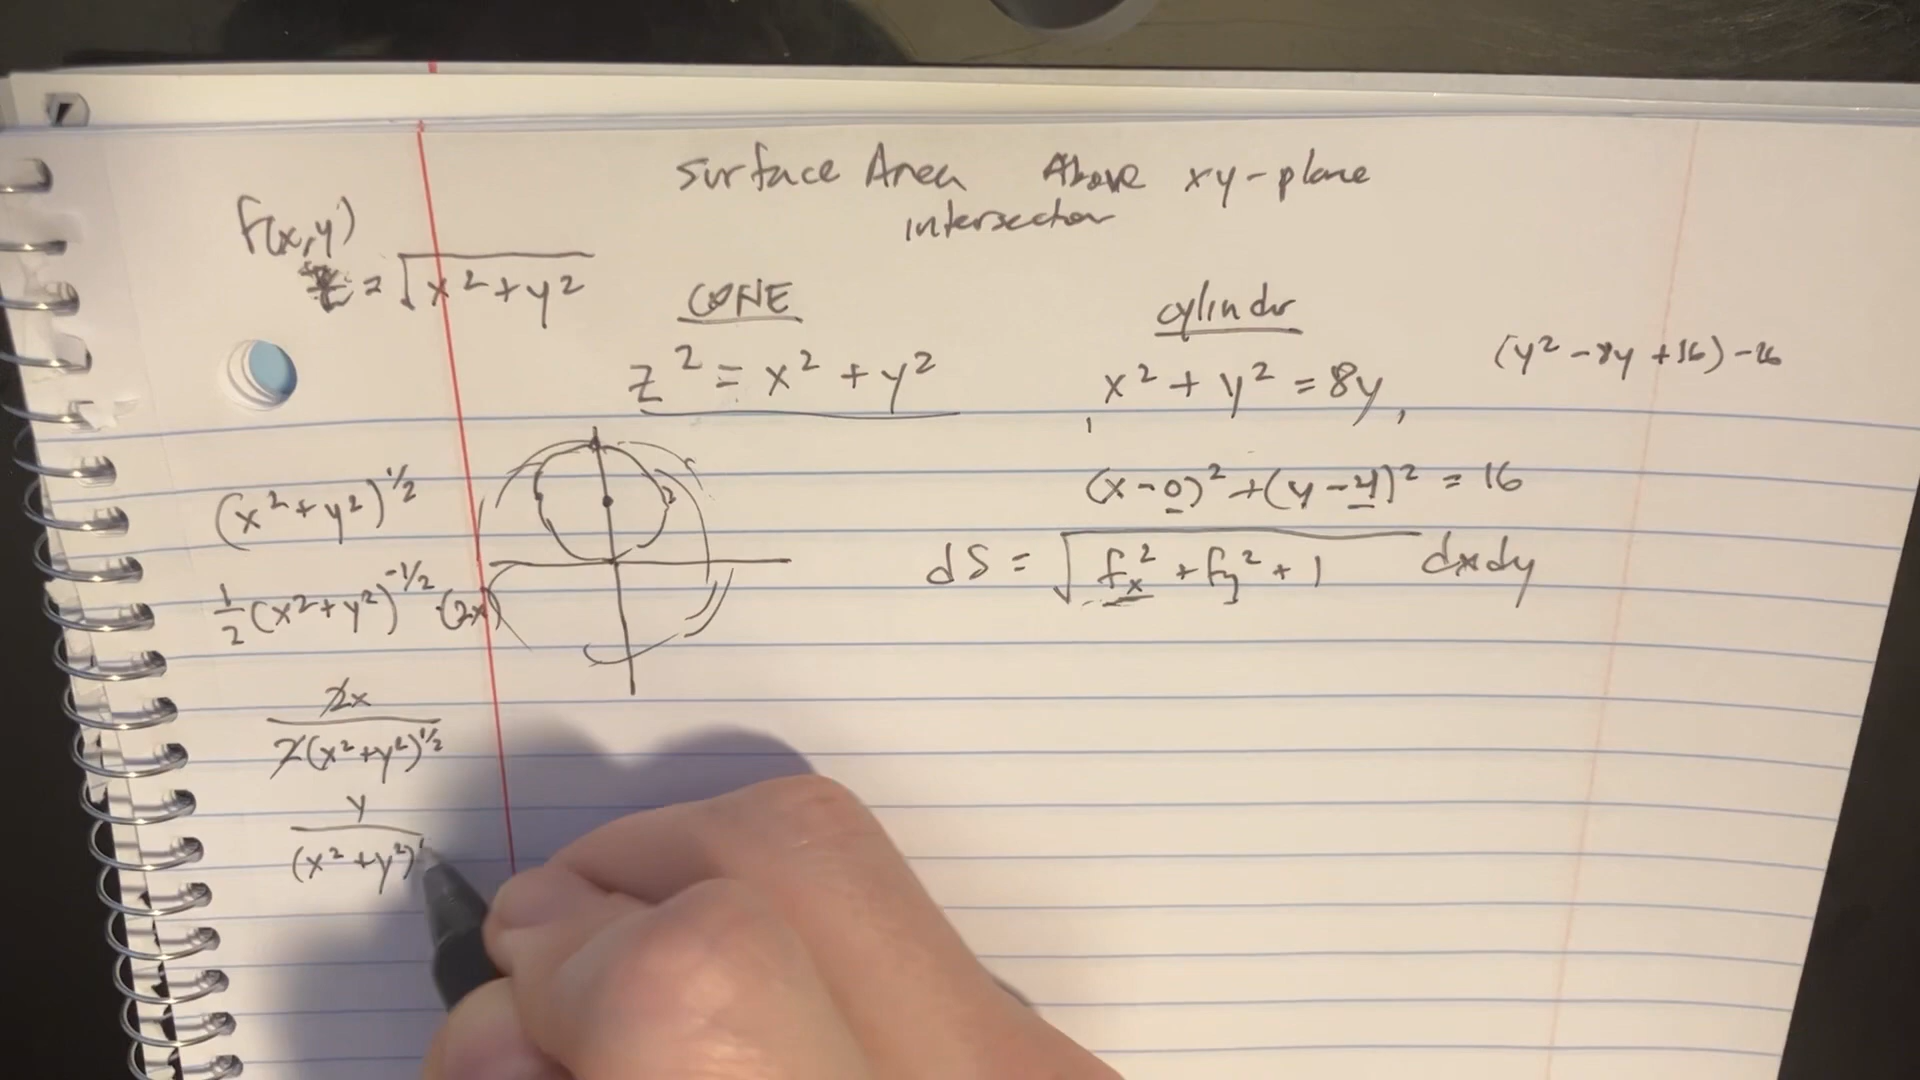 Surface Area Above xy-plane
intersection
f(x,y)
z = √(x² + y²)
CONE
z² = x² + y²
cylinder
x² + y² = 8y
(y² - 8y + 16) - 16
(x-0)² + (y-4)² = 16
dS = √(fx² + fy² + 1) dxdy
(x² + y²)^1/2
1/2 (x² + y²)^-1/2 · (2x)
2x / 2(x² + y²)^1/2
y / (x² + y²)